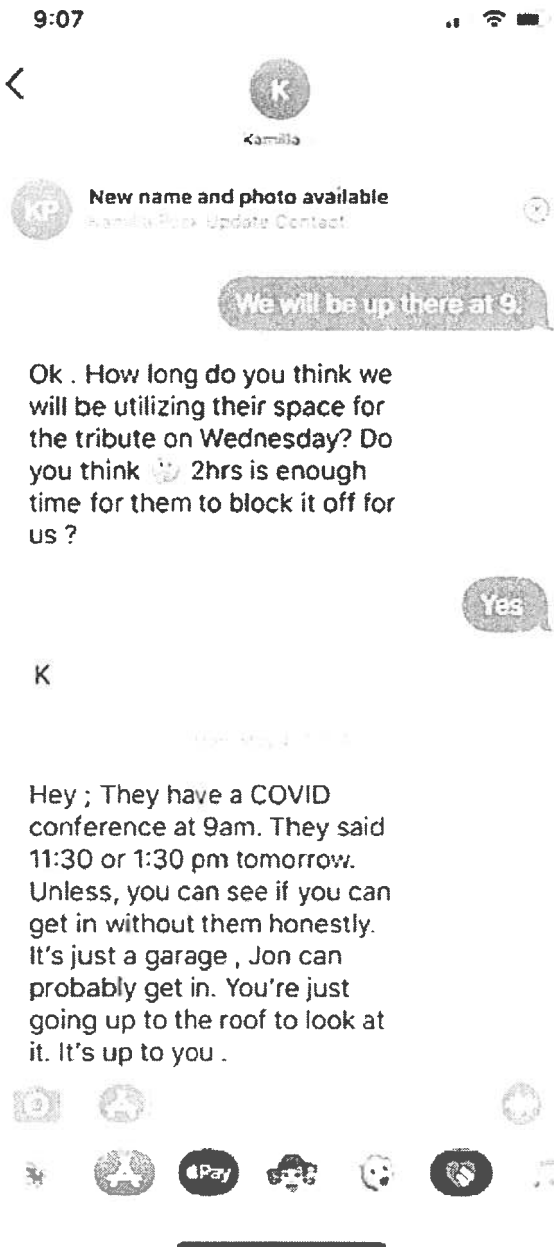 9:07
K
Kamilla
KP
New name and photo available
Update Contact
We will be up there at 9.
Ok . How long do you think we
will be utilizing their space for
the tribute on Wednesday? Do
you think 2hrs is enough
time for them to block it off for
us ?
Yes
K
Hey ; They have a COVID
conference at 9am. They said
11:30 or 1:30 pm tomorrow.
Unless, you can see if you can
get in without them honestly.
It's just a garage , Jon can
probably get in. You're just
going up to the roof to look at
it. It's up to you .
Pay